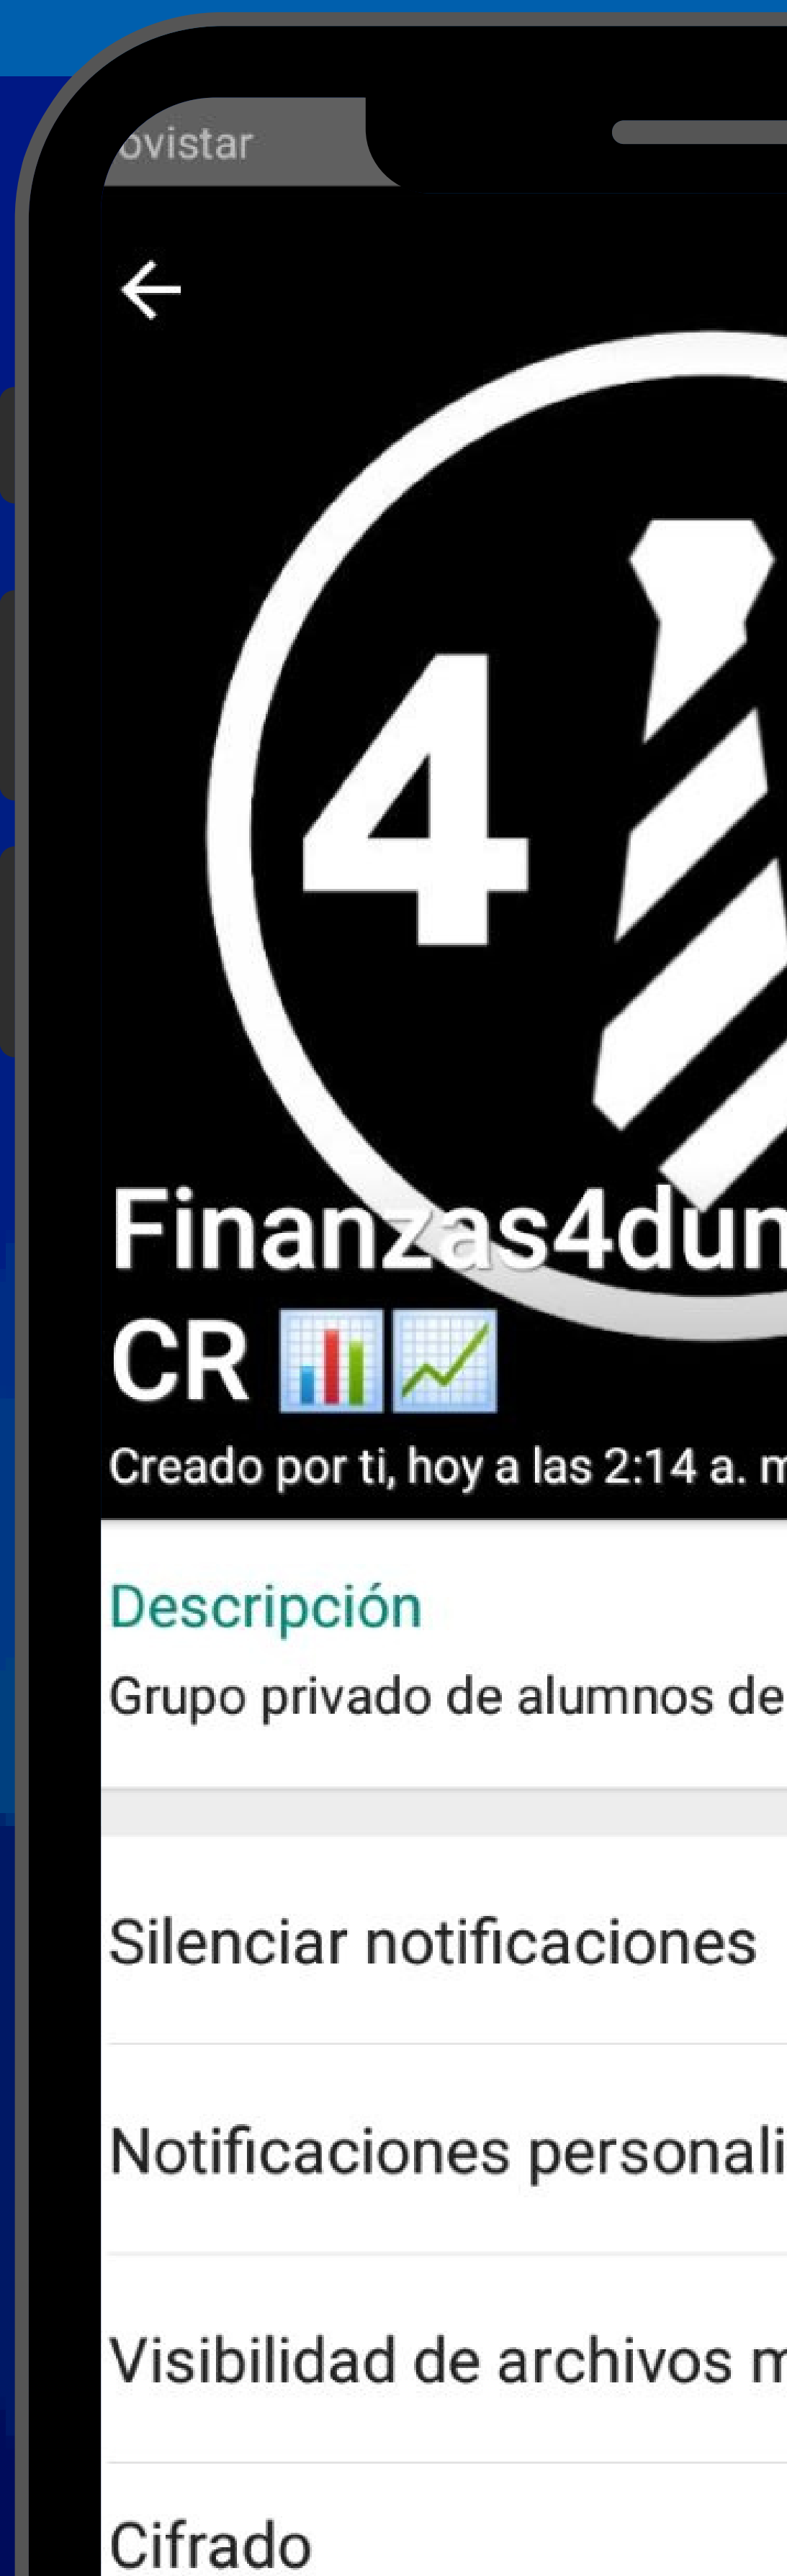 ovistar
4
Finanzas4dum
CR
Creado por ti, hoy a las 2:14 a. m
Descripción
Grupo privado de alumnos de
Silenciar notificaciones
Notificaciones personali
Visibilidad de archivos m
Cifrado